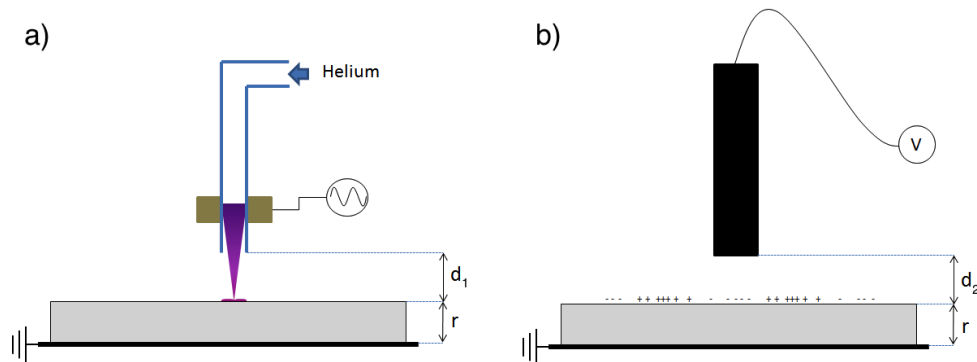 a)
Helium
d1
r
b)
V
--- ++ +++ + + - ---- ++ +++ + + - ---
d2
r